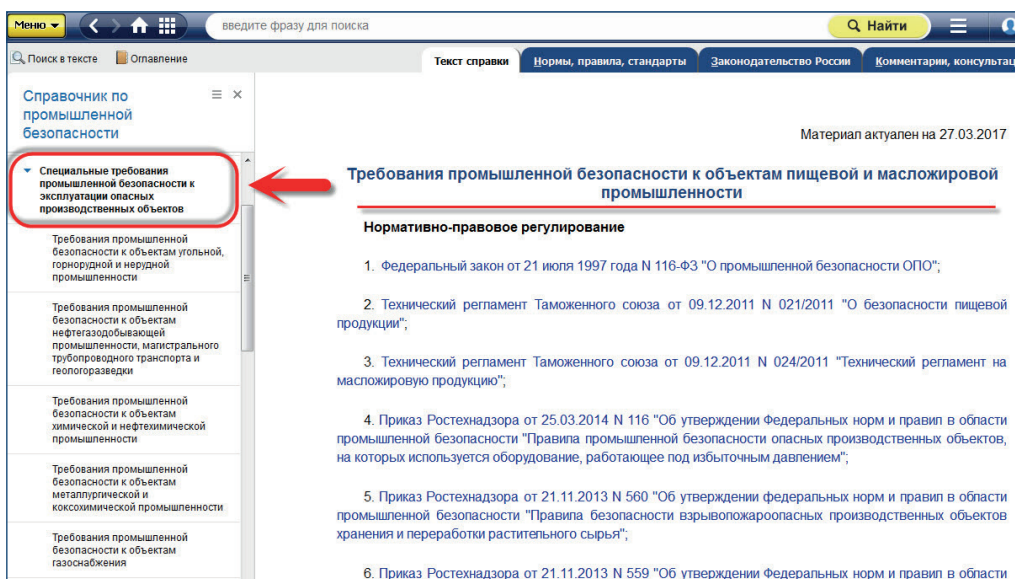 Меню
введите фразу для поиска
Найти
Поиск в тексте
Оглавление
Текст справки
Нормы, правила, стандарты
Законодательство России
Комментарии, консультац
Справочник по
промышленной
безопасности
Специальные требования
промышленной безопасности к
эксплуатации опасных
производственных объектов
Требования промышленной
безопасности к объектам угольной,
горнорудной и нерудной
промышленности
Требования промышленной
безопасности к объектам
нефтегазодобывающей
промышленности, магистрального
трубопроводного транспорта и
геологоразведки
Требования промышленной
безопасности к объектам
химической и нефтехимической
промышленности
Требования промышленной
безопасности к объектам
металлургической и
коксохимической промышленности
Требования промышленной
безопасности к объектам
газоснабжения
Материал актуален на 27.03.2017
Требования промышленной безопасности к объектам пищевой и масложировой
промышленности
Нормативно-правовое регулирование
1. Федеральный закон от 21 июля 1997 года N 116-ФЗ "О промышленной безопасности ОПО";
2. Технический регламент Таможенного союза от 09.12.2011 N 021/2011 "О безопасности пищевой
продукции";
3. Технический регламент Таможенного союза от 09.12.2011 N 024/2011 "Технический регламент на
масложировую продукцию";
4. Приказ Ростехнадзора от 25.03.2014 N 116 "Об утверждении Федеральных норм и правил в области
промышленной безопасности "Правила промышленной безопасности опасных производственных объектов,
на которых используется оборудование, работающее под избыточным давлением";
5. Приказ Ростехнадзора от 21.11.2013 N 560 "Об утверждении федеральных норм и правил в области
промышленной безопасности "Правила безопасности взрывопожароопасных производственных объектов
хранения и переработки растительного сырья";
6. Приказ Ростехнадзора от 21.11.2013 N 559 "Об утверждении федеральных норм и правил в области